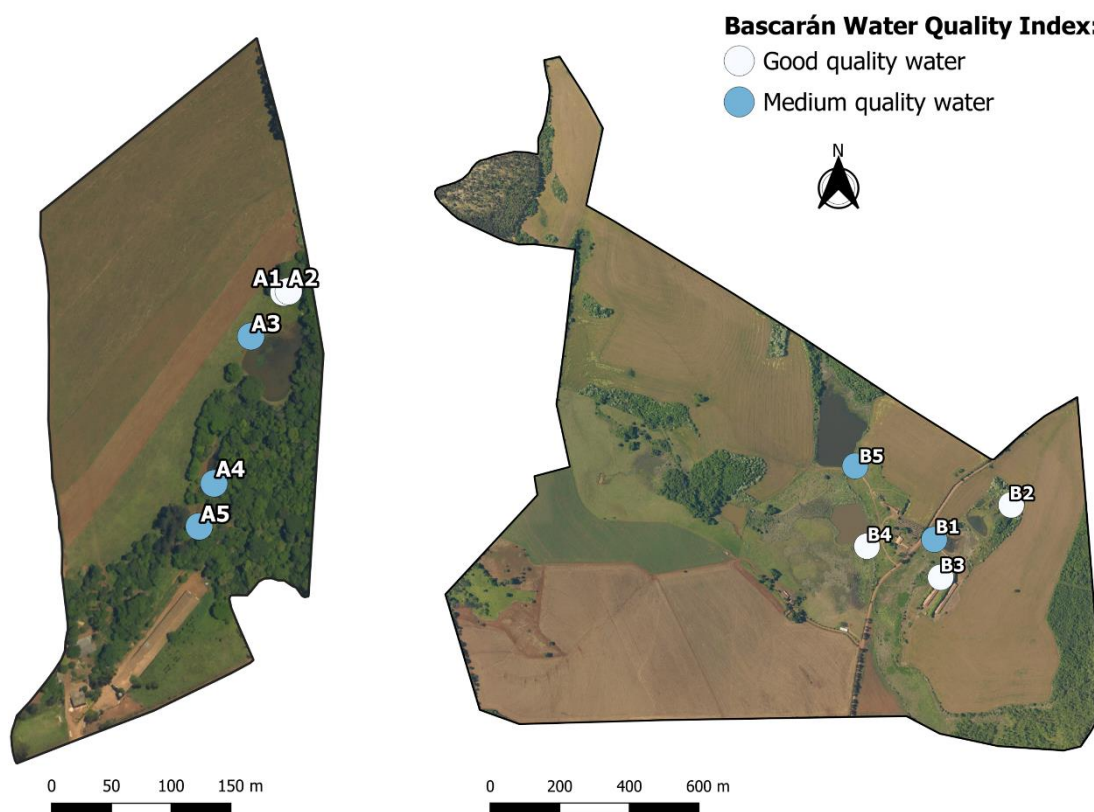 Bascarán Water Quality Index:
Good quality water
Medium quality water
N
A1 A2
A3
A4
A5
B5
B2
B4
B1
B3
0 50 100 150 m
0 200 400 600 m